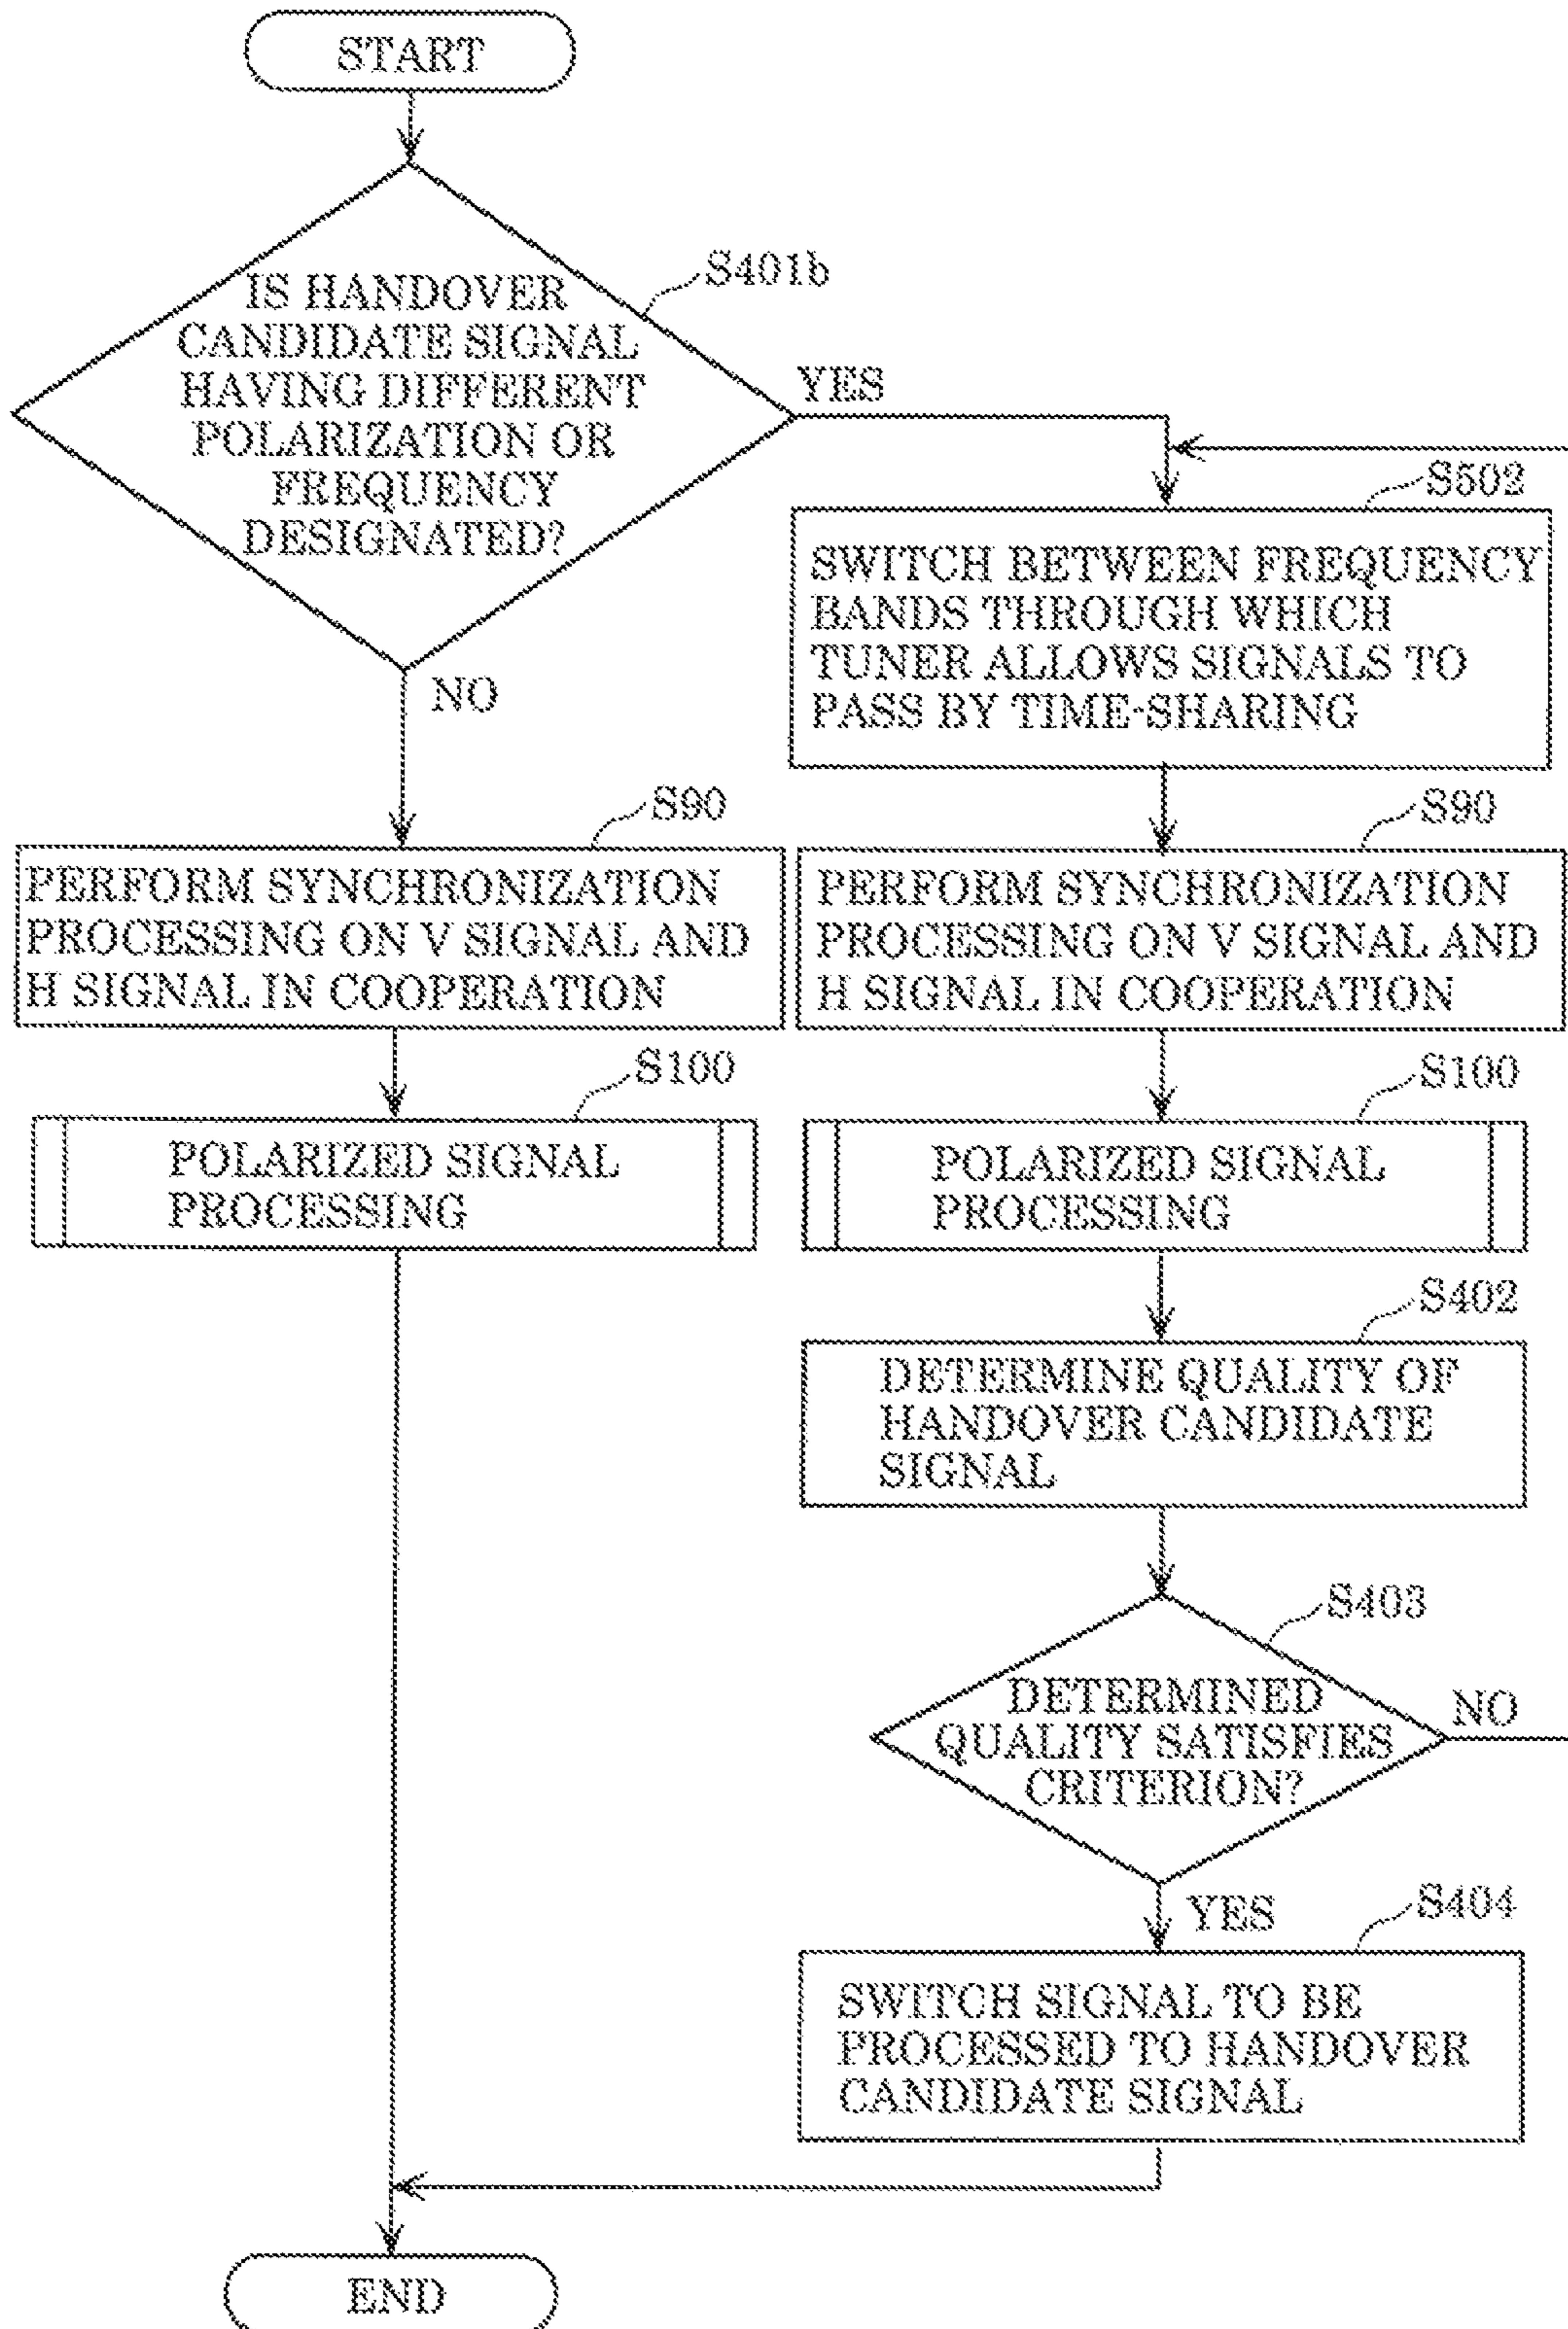 START
IS HANDOVER
CANDIDATE SIGNAL
HAVING DIFFERENT
POLARIZATION OR
FREQUENCY
DESIGNATED?
S401b
YES
NO
S502
SWITCH BETWEEN FREQUENCY
BANDS THROUGH WHICH
TUNER ALLOWS SIGNALS TO
PASS BY TIME-SHARING
S90
PERFORM SYNCHRONIZATION
PROCESSING ON V SIGNAL AND
H SIGNAL IN COOPERATION
S90
PERFORM SYNCHRONIZATION
PROCESSING ON V SIGNAL AND
H SIGNAL IN COOPERATION
S100
POLARIZED SIGNAL
PROCESSING
S100
POLARIZED SIGNAL
PROCESSING
S402
DETERMINE QUALITY OF
HANDOVER CANDIDATE
SIGNAL
S403
DETERMINED
QUALITY SATISFIES
CRITERION?
NO
YES
S404
SWITCH SIGNAL TO BE
PROCESSED TO HANDOVER
CANDIDATE SIGNAL
END